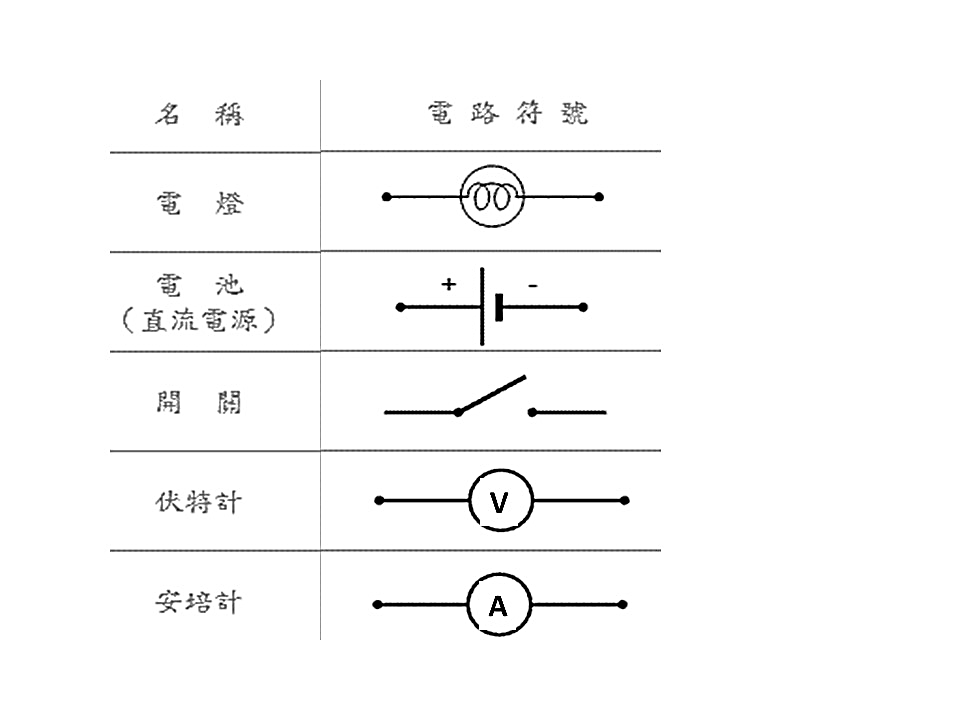 名 稱
電 路 符 號
電 燈
電 池
（直流電源）
+ -
開 關
伏特計
V
安培計
A